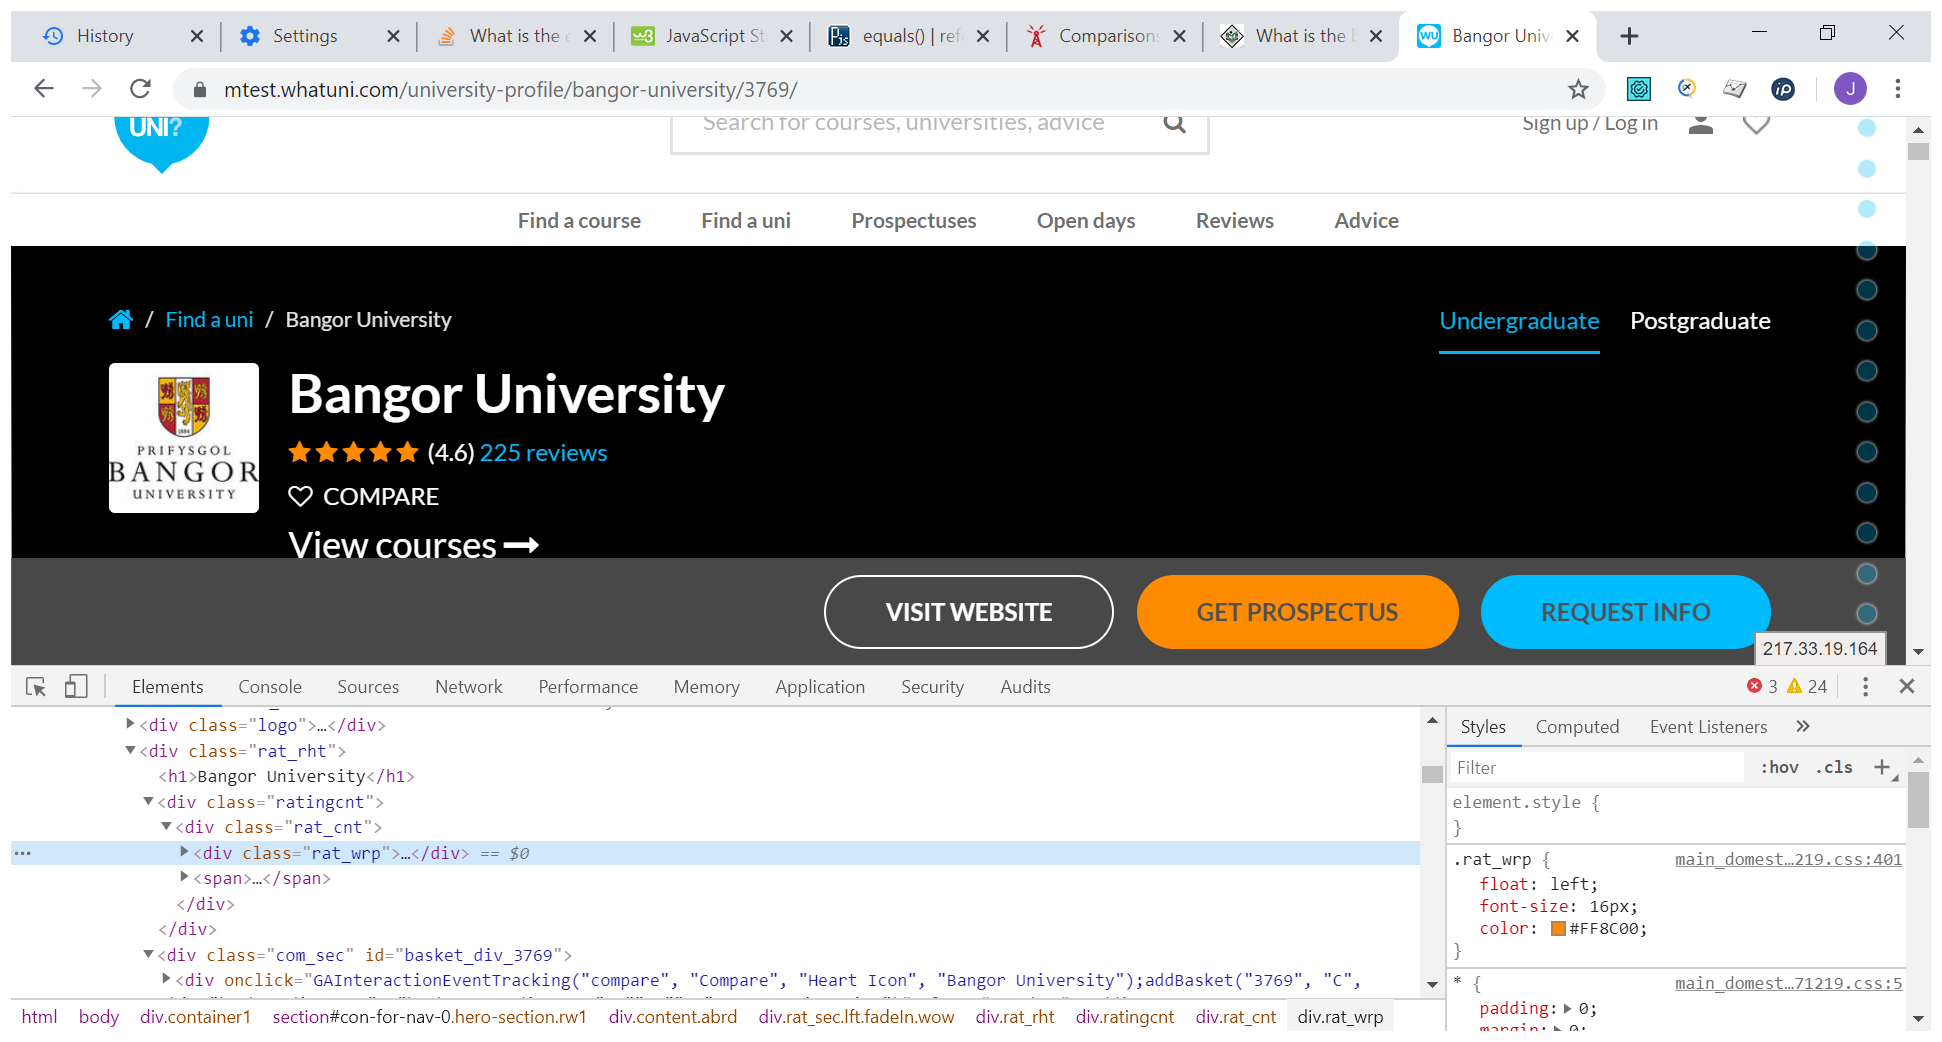 History
Settings
What is the
JavaScript St
equals() | ref
Comparisons
What is the
Bangor Univ
mtest.whatuni.com/university-profile/bangor-university/3769/
J
UNI?
Search for courses, universities, advice
Sign up / Log in
Find a course
Find a uni
Prospectuses
Open days
Reviews
Advice
/ Find a uni / Bangor University
Undergraduate
Postgraduate
1884
PRIFYSGOL
BANGOR
UNIVERSITY
Bangor University
(4.6) 225 reviews
COMPARE
View courses
VISIT WEBSITE
GET PROSPECTUS
REQUEST INFO
217.33.19.164
Elements
Console
Sources
Network
Performance
Memory
Application
Security
Audits
3
24
<div class="logo">…</div>
<div class="rat_rht">
<h1>Bangor University</h1>
<div class="ratingcnt">
<div class="rat_cnt">
<div class="rat_wrp">…</div> == $0
<span>…</span>
</div>
</div>
<div class="com_sec" id="basket_div_3769">
<div onclick="GAInteractionEventTracking("compare", "Compare", "Heart Icon", "Bangor University");addBasket("3769", "C",
html
body
div.container1
section#con-for-nav-0.hero-section.rw1
div.content.abrd
div.rat_sec.lft.fadeIn.wow
div.rat_rht
div.ratingcnt
div.rat_cnt
div.rat_wrp
Styles
Computed
Event Listeners
Filter
:hov
.cls
element.style {
}
.rat_wrp {
main_domest…219.css:401
float: left;
font-size: 16px;
color: #FF8C00;
}
* {
main_domest…71219.css:5
padding: 0;
margin: 0;